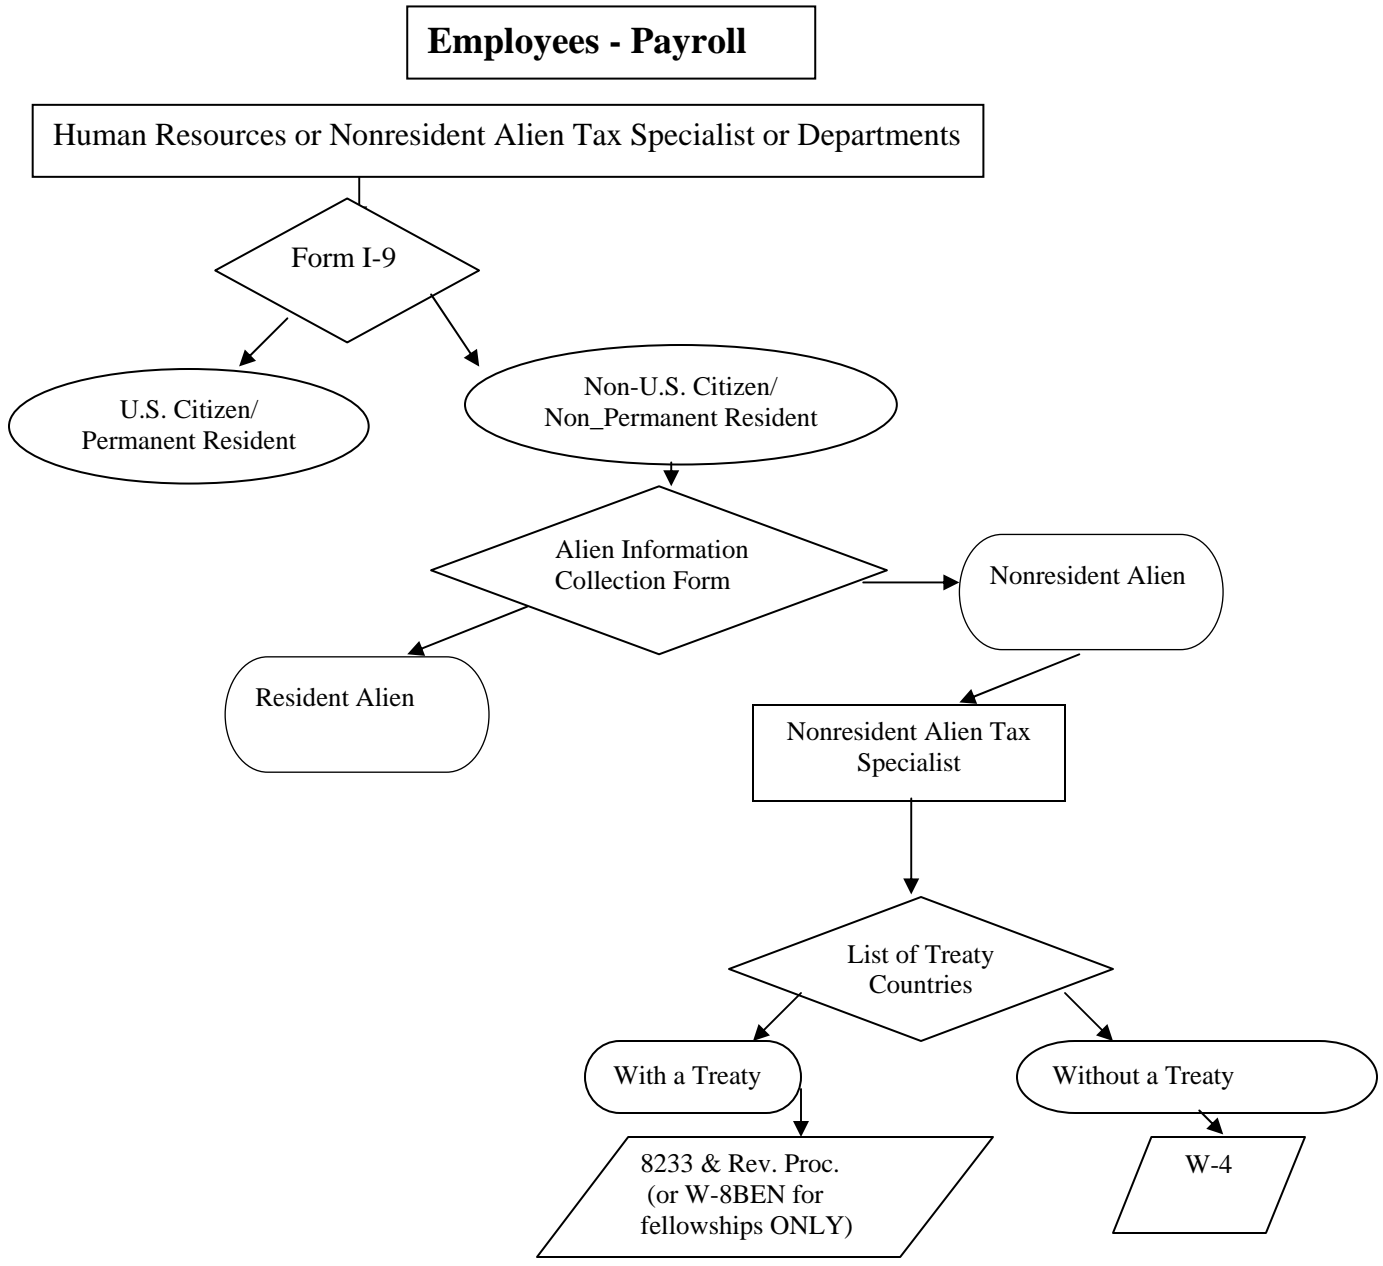 Employees - Payroll
Human Resources or Nonresident Alien Tax Specialist or Departments
Form I-9
U.S. Citizen/
Permanent Resident
Non-U.S. Citizen/
Non_Permanent Resident
Alien Information
Collection Form
Nonresident Alien
Resident Alien
Nonresident Alien Tax
Specialist
List of Treaty
Countries
With a Treaty
Without a Treaty
8233 & Rev. Proc.
(or W-8BEN for
fellowships ONLY)
W-4